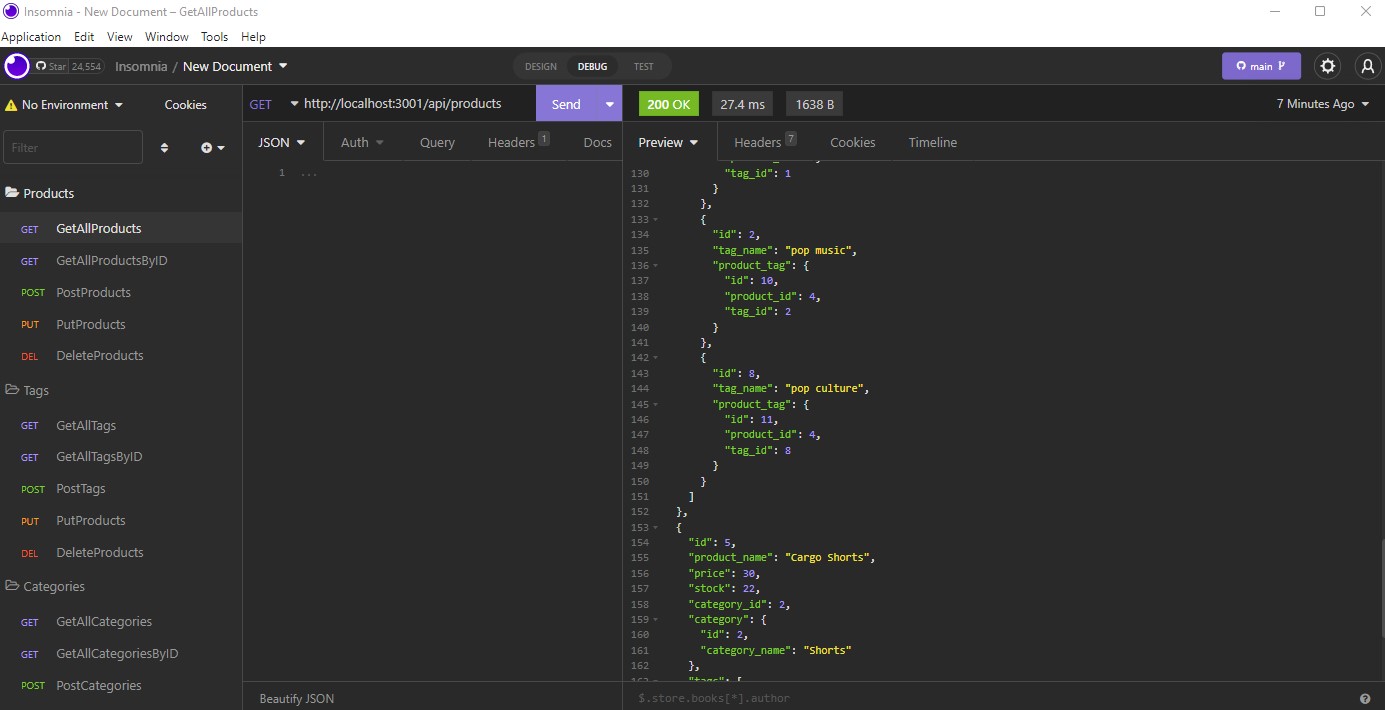 Insomnia - New Document – GetAllProducts
Application Edit View Window Tools Help
Star 24,554 Insomnia / New Document DESIGN DEBUG TEST main
No Environment Cookies
GET http://localhost:3001/api/products Send 200 OK 27.4 ms 1638 B 7 Minutes Ago
Filter
JSON Auth Query Headers 1 Docs
Preview Headers 7 Cookies Timeline
Products
GET GetAllProducts
GET GetAllProductsByID
POST PostProducts
PUT PutProducts
DEL DeleteProducts
Tags
GET GetAllTags
GET GetAllTagsByID
POST PostTags
PUT PutProducts
DEL DeleteProducts
Categories
GET GetAllCategories
GET GetAllCategoriesByID
POST PostCategories
1 ...
Beautify JSON
130 "tag_id": 1
131 }
132 },
133 {
134 "id": 2,
135 "tag_name": "pop music",
136 "product_tag": {
137 "id": 10,
138 "product_id": 4,
139 "tag_id": 2
140 }
141 },
142 {
143 "id": 8,
144 "tag_name": "pop culture",
145 "product_tag": {
146 "id": 11,
147 "product_id": 4,
148 "tag_id": 8
149 }
150 }
151 ]
152 },
153 {
154 "id": 5,
155 "product_name": "Cargo Shorts",
156 "price": 30,
157 "stock": 22,
158 "category_id": 2,
159 "category": {
160 "id": 2,
161 "category_name": "Shorts"
162 },
$.store.books[*].author